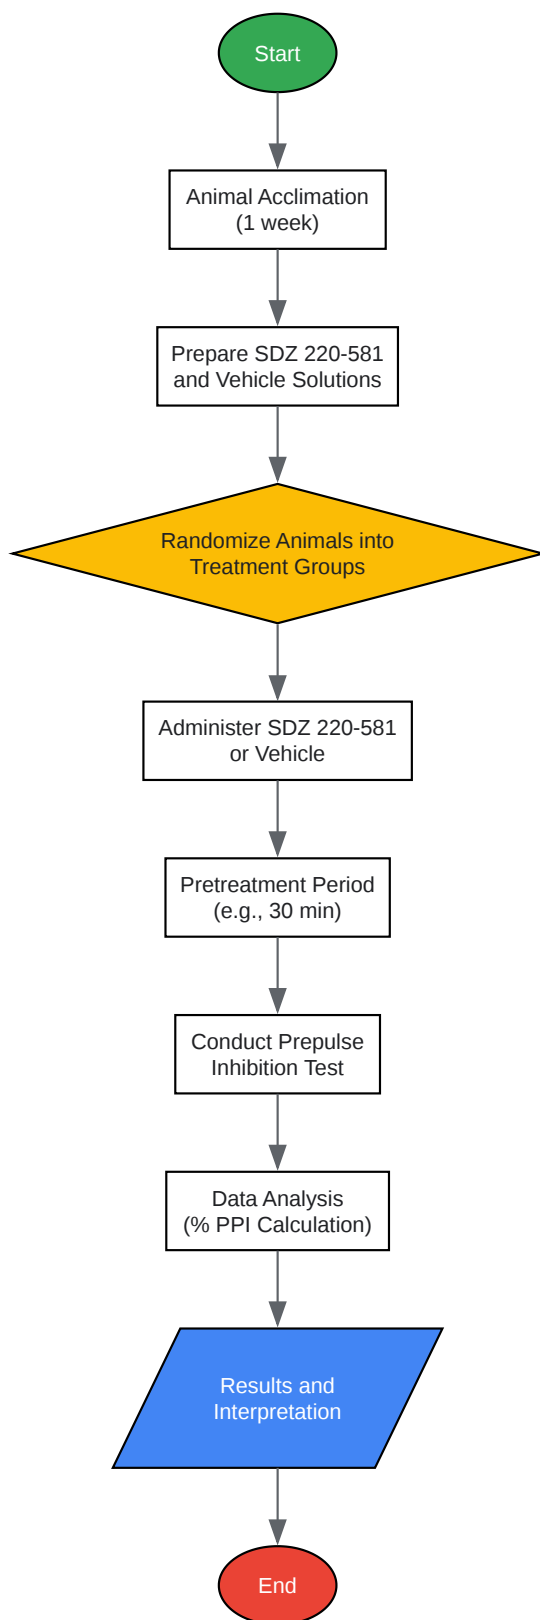 Start
Animal Acclimation
(1 week)
Prepare SDZ 220-581
and Vehicle Solutions
Randomize Animals into
Treatment Groups
Administer SDZ 220-581
or Vehicle
Pretreatment Period
(e.g., 30 min)
Conduct Prepulse
Inhibition Test
Data Analysis
(% PPI Calculation)
Results and
Interpretation
End